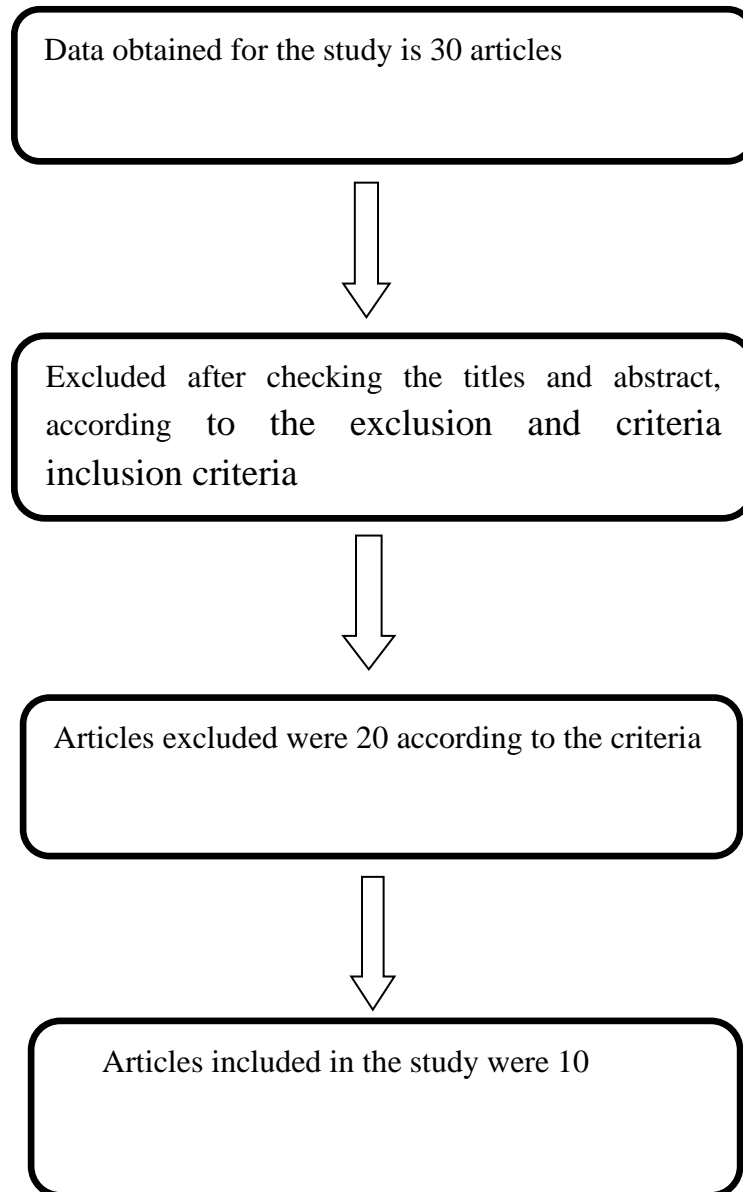 Data obtained for the study is 30 articles
Excluded after checking the titles and abstract,
according to the exclusion and criteria
inclusion criteria
Articles excluded were 20 according to the criteria
Articles included in the study were 10